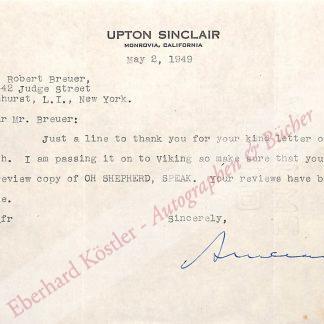 UPTON SINCLAIR
MONROVIA, CALIFORNIA
May 2, 1949
Robert Breuer,
42 Judge Street
hurst, L.I., New York.
r Mr. Breuer:
Just a line to thank you for your kind letter o
h. I am passing it on to Viking so make sure that you
eview copy of OH SHEPHERD, SPEAK. Your reviews have b
e.
fr Sincerely,
Eberhard Köstler - Autographen & Bücher